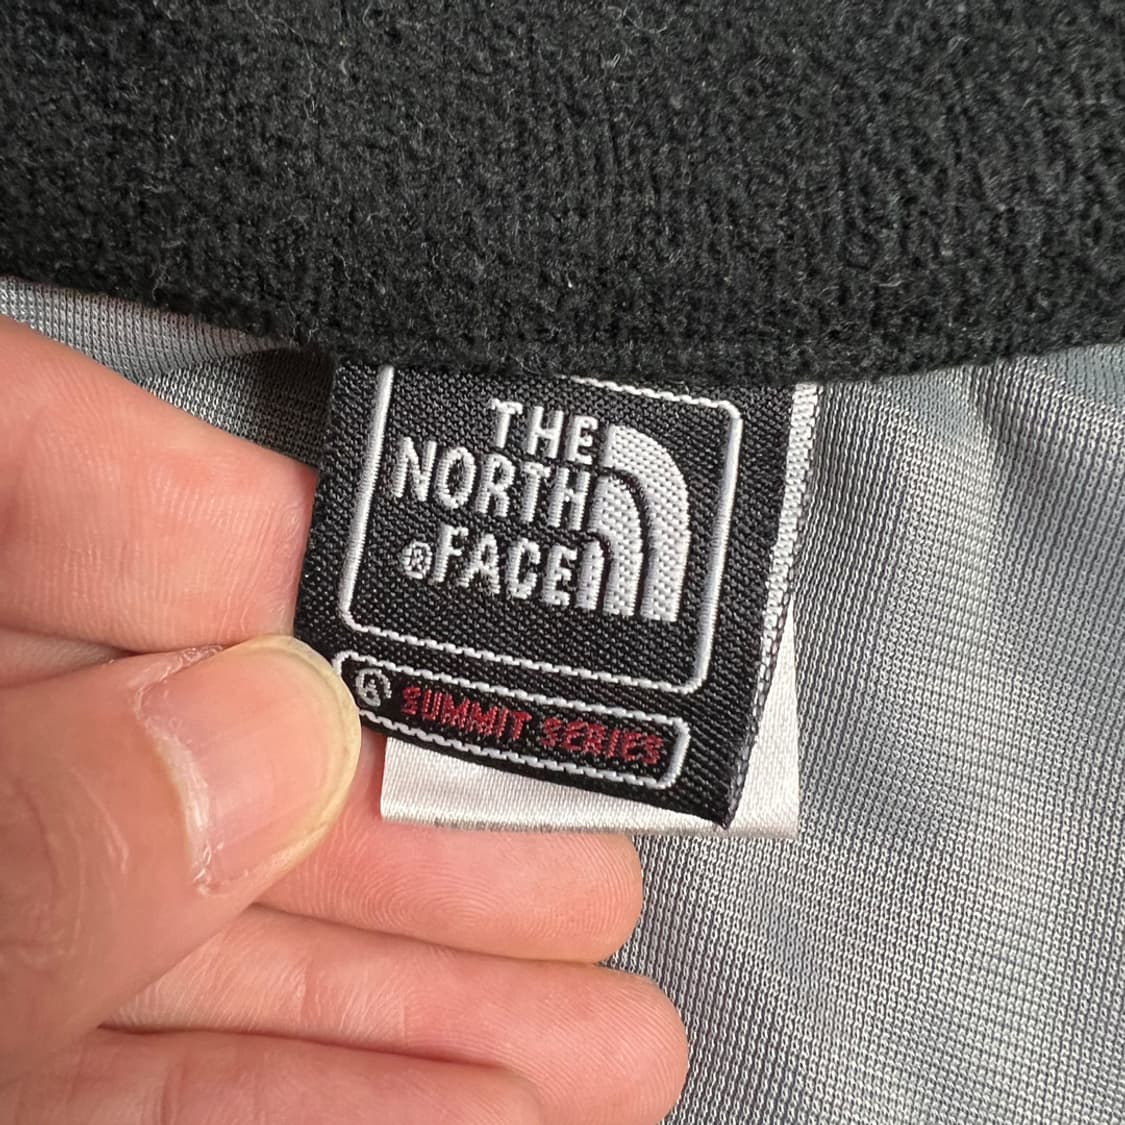 THE
NORTH
®FACE
SUMMIT SERIES